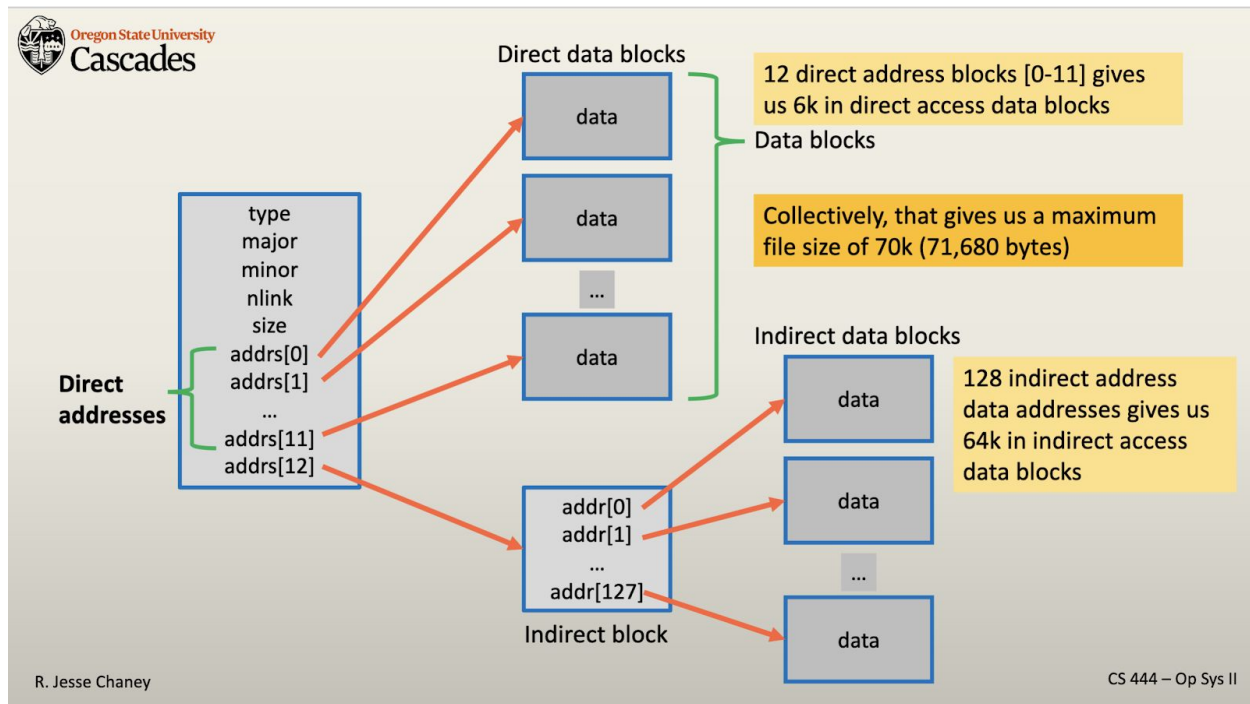 Oregon State University
Cascades
Direct data blocks
data
data
...
data
12 direct address blocks [0-11] gives
us 6k in direct access data blocks
Data blocks
Collectively, that gives us a maximum
file size of 70k (71,680 bytes)
type
major
minor
nlink
size
addrs[0]
addrs[1]
...
addrs[11]
addrs[12]
Direct
addresses
Indirect data blocks
data
data
...
data
128 indirect address
data addresses gives us
64k in indirect access
data blocks
addr[0]
addr[1]
...
addr[127]
Indirect block
R. Jesse Chaney
CS 444 – Op Sys II